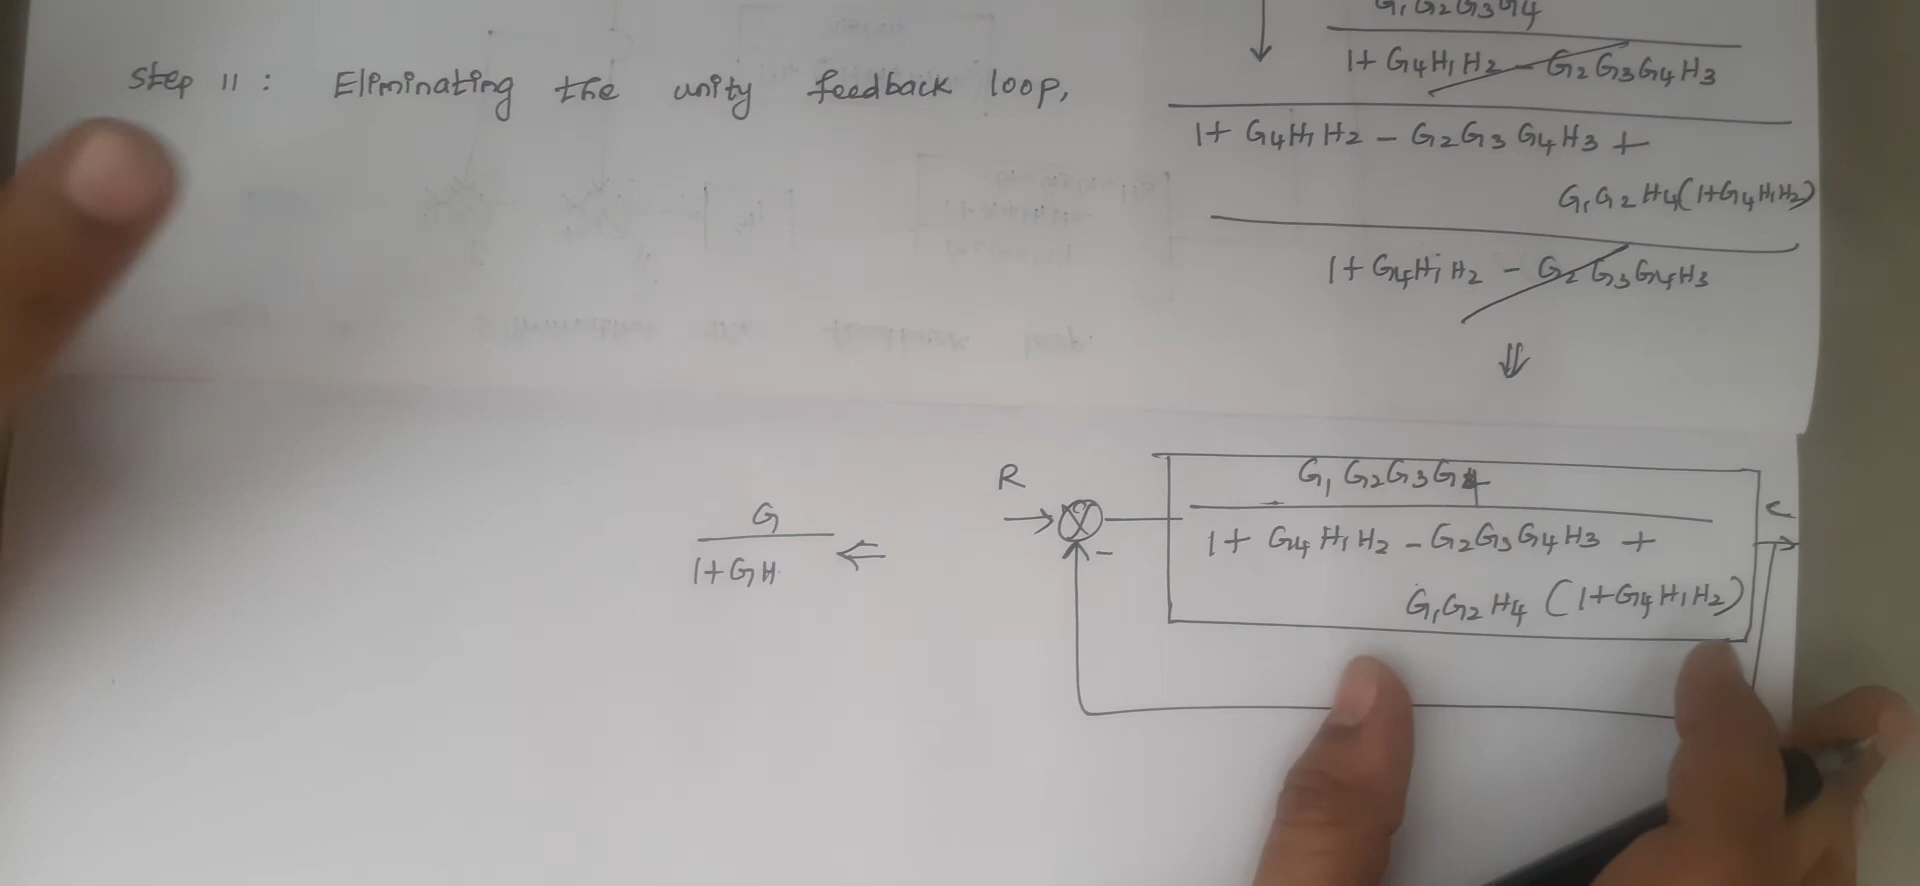 Step 11 : Eliminating the unity feedback loop,
G1G2G3G4
1+ G4H1H2 - G2G3G4H3
1+ G4H1H2 - G2G3G4H3 +
G1G2H4(1+G4H1H2)
1+ G4H1H2 - G2G3G4H3
⇓
R
G1G2G3G4
C
G
⇐
1+ G4H1H2 - G2G3G4H3 +
-
1+GH
G1G2H4 (1+G4H1H2)